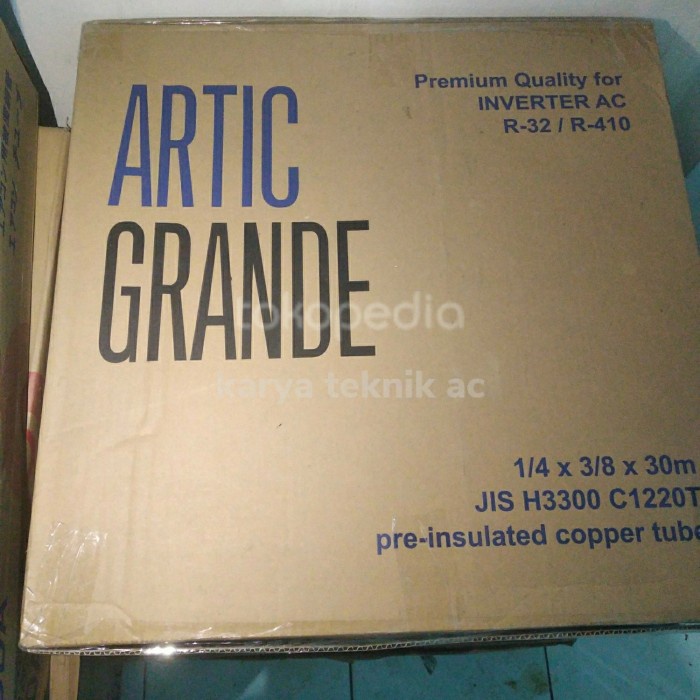 ARTIC
GRANDE
Premium Quality for
INVERTER AC
R-32 / R-410
tokopedia
karya teknik ac
1/4 x 3/8 x 30m
JIS H3300 C1220T
pre-insulated copper tube